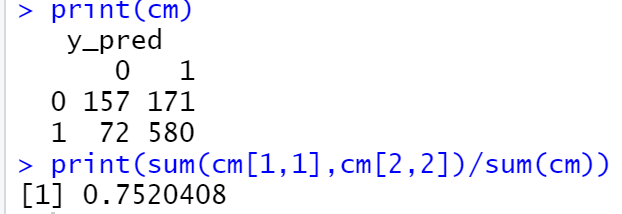 > print(cm)
   y_pred
      0   1
  0 157 171
  1  72 580
> print(sum(cm[1,1],cm[2,2])/sum(cm))
[1] 0.7520408